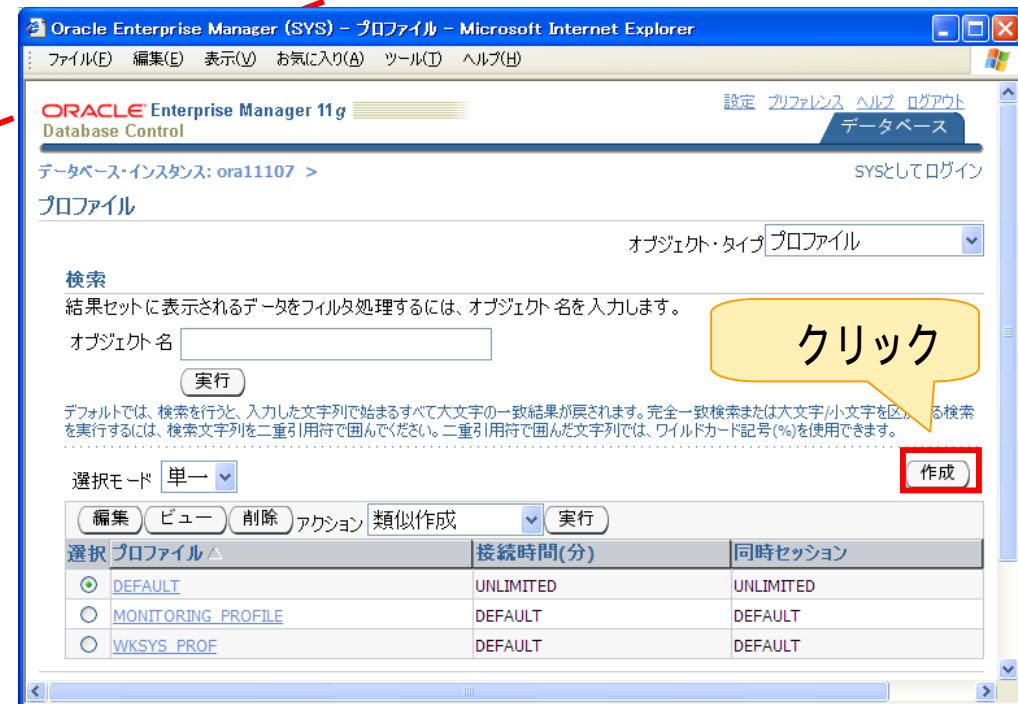 Oracle Enterprise Manager (SYS) - プロファイル - Microsoft Internet Explorer
ファイル(F) 編集(E) 表示(V) お気に入り(A) ツール(T) ヘルプ(H)
ORACLE Enterprise Manager 11g
Database Control
設定 プリファレンス ヘルプ ログアウト
データベース
データベース・インスタンス: ora11107 >
SYSとしてログイン
プロファイル
オブジェクト・タイプ プロファイル
検索
結果セットに表示されるデータをフィルタ処理するには、オブジェクト名を入力します。
オブジェクト名
クリック
実行
デフォルトでは、検索を行うと、入力した文字列で始まるすべて大文字の一致結果が戻されます。完全一致検索または大文字/小文字を区 る検索
を実行するには、検索文字列を二重引用符で囲んでください。二重引用符で囲んだ文字列では、ワイルドカード記号(%)を使用できます。
選択モード 単一
作成
編集 ビュー 削除 アクション 類似作成 実行
選択 プロファイル 接続時間(分) 同時セッション
DEFAULT UNLIMITED UNLIMITED
MONITORING_PROFILE DEFAULT DEFAULT
WKSYS_PROF DEFAULT DEFAULT